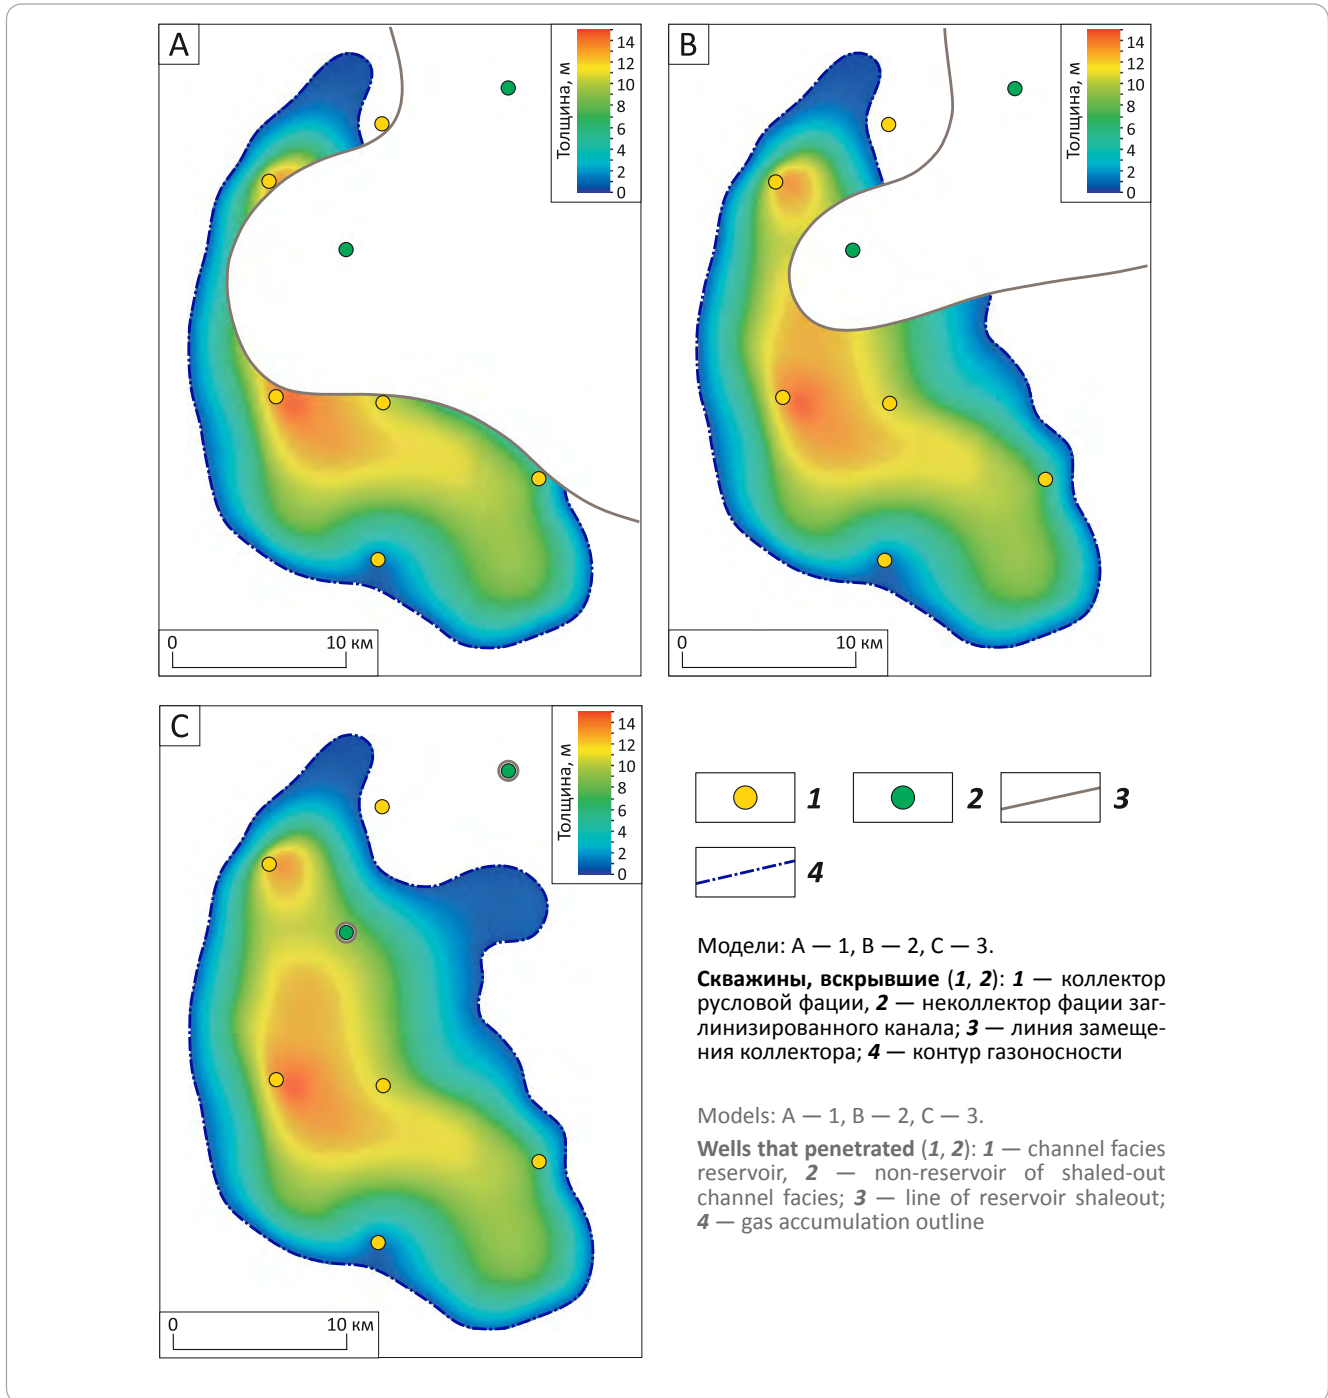 A
Толщина, м
14
12
10
8
6
4
2
0
0 10 км
B
Толщина, м
14
12
10
8
6
4
2
0
0 10 км
C
Толщина, м
14
12
10
8
6
4
2
0
0 10 км
1 2 3
4
Модели: A — 1, B — 2, C — 3.
Скважины, вскрывшие (1, 2): 1 — коллектор
русловой фации, 2 — неколлектор фации заг-
линизированного канала; 3 — линия замеще-
ния коллектора; 4 — контур газоносности
Models: A — 1, B — 2, C — 3.
Wells that penetrated (1, 2): 1 — channel facies
reservoir, 2 — non-reservoir of shaled-out
channel facies; 3 — line of reservoir shaleout;
4 — gas accumulation outline